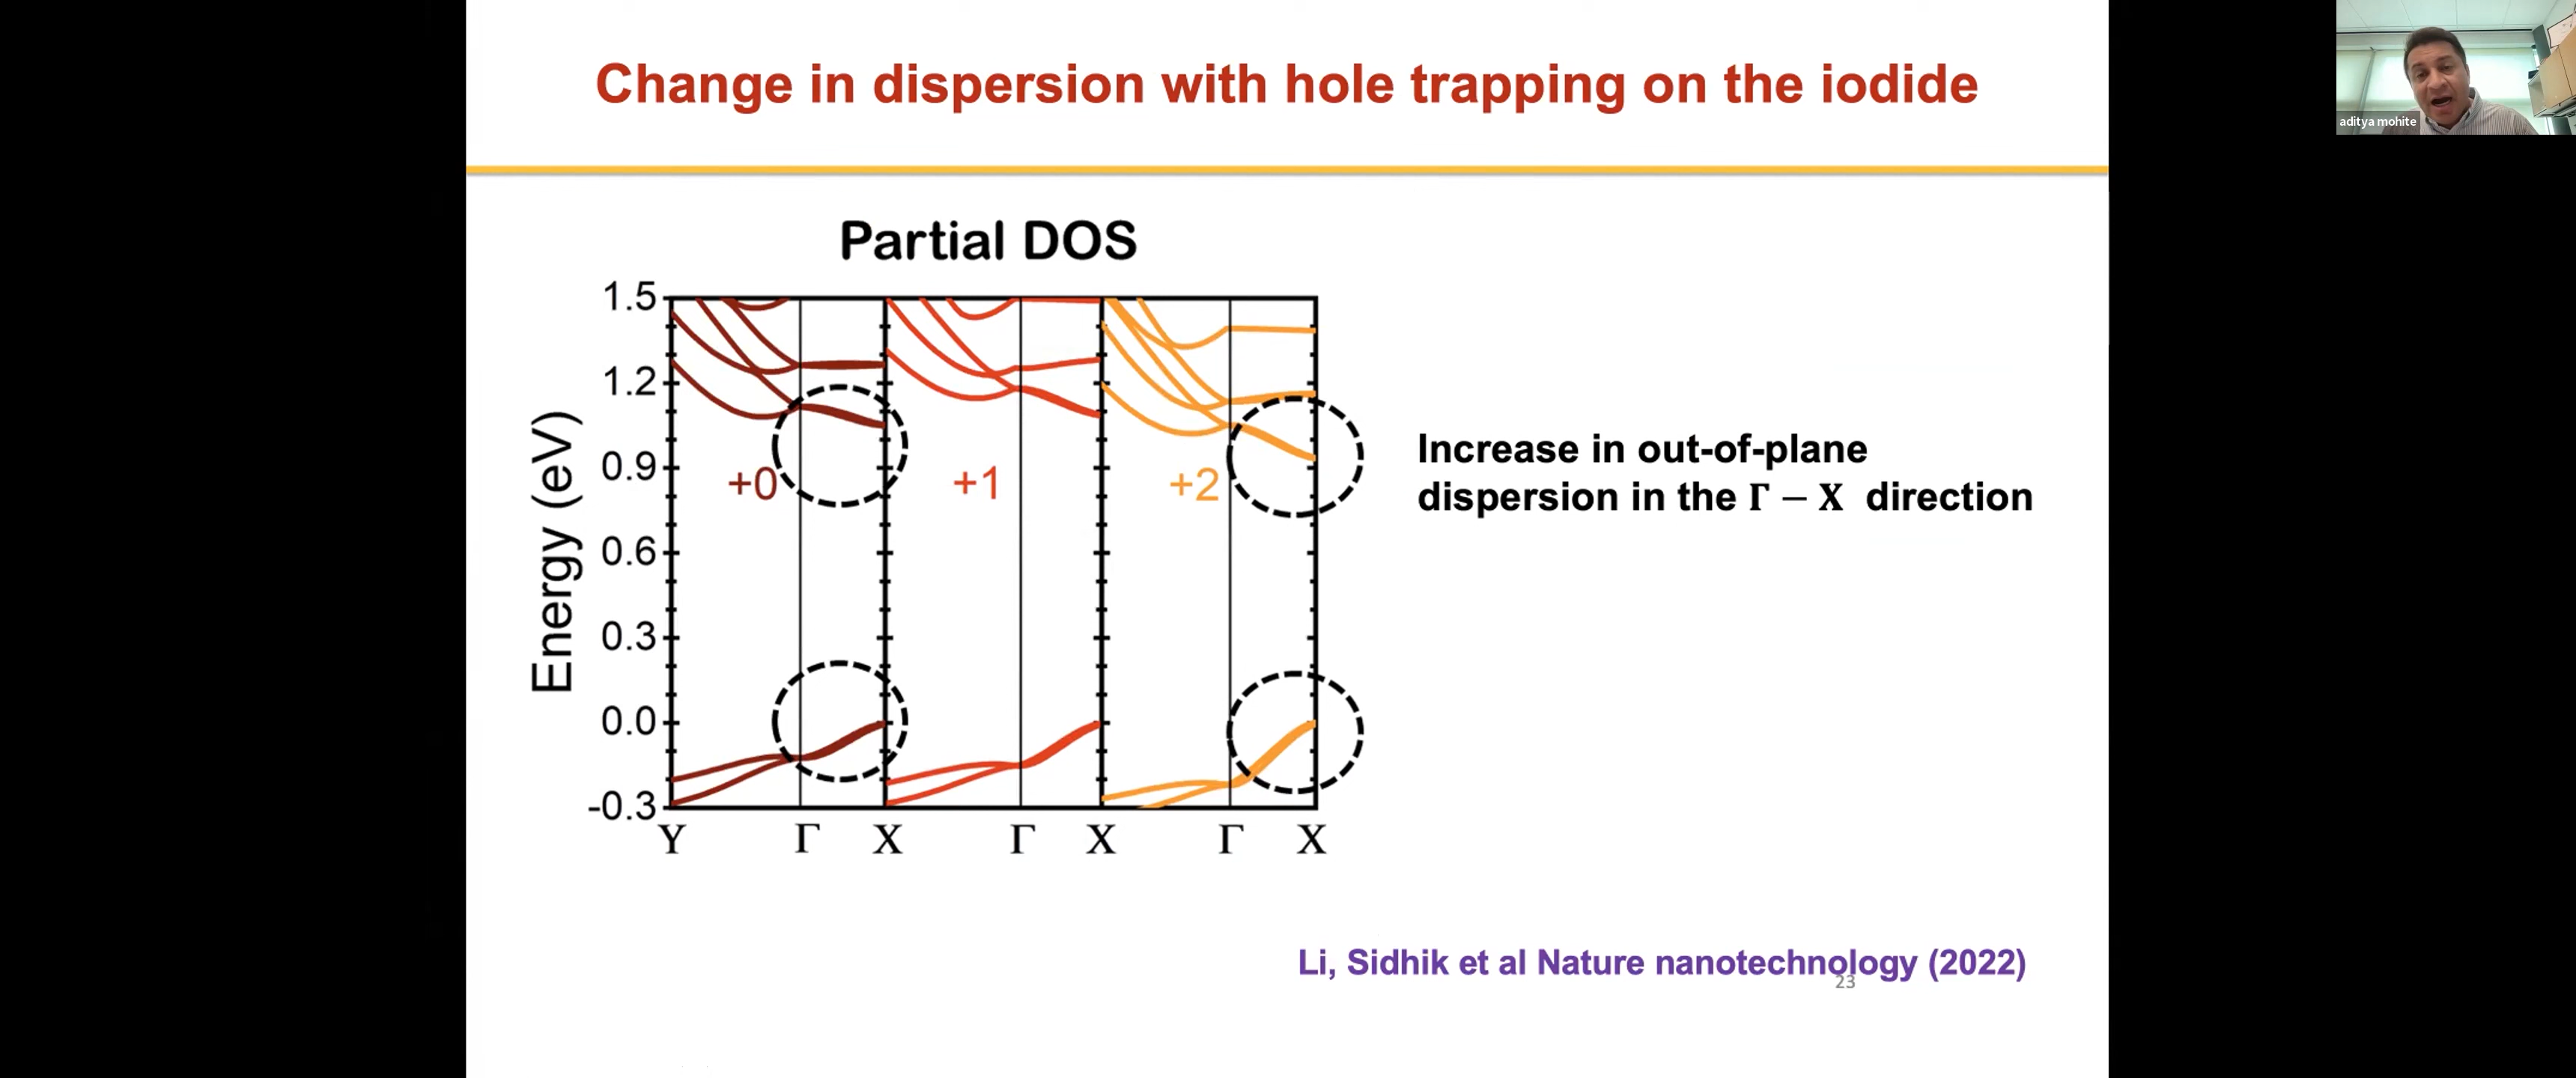 Change in dispersion with hole trapping on the iodide
aditya mohite
Partial DOS
Energy (eV)
1.5
1.2
0.9
0.6
0.3
0.0
-0.3
+0
+1
+2
Y Γ X Γ X Γ X
Increase in out-of-plane
dispersion in the Γ – X direction
Li, Sidhik et al Nature nanotechnology (2022)
23